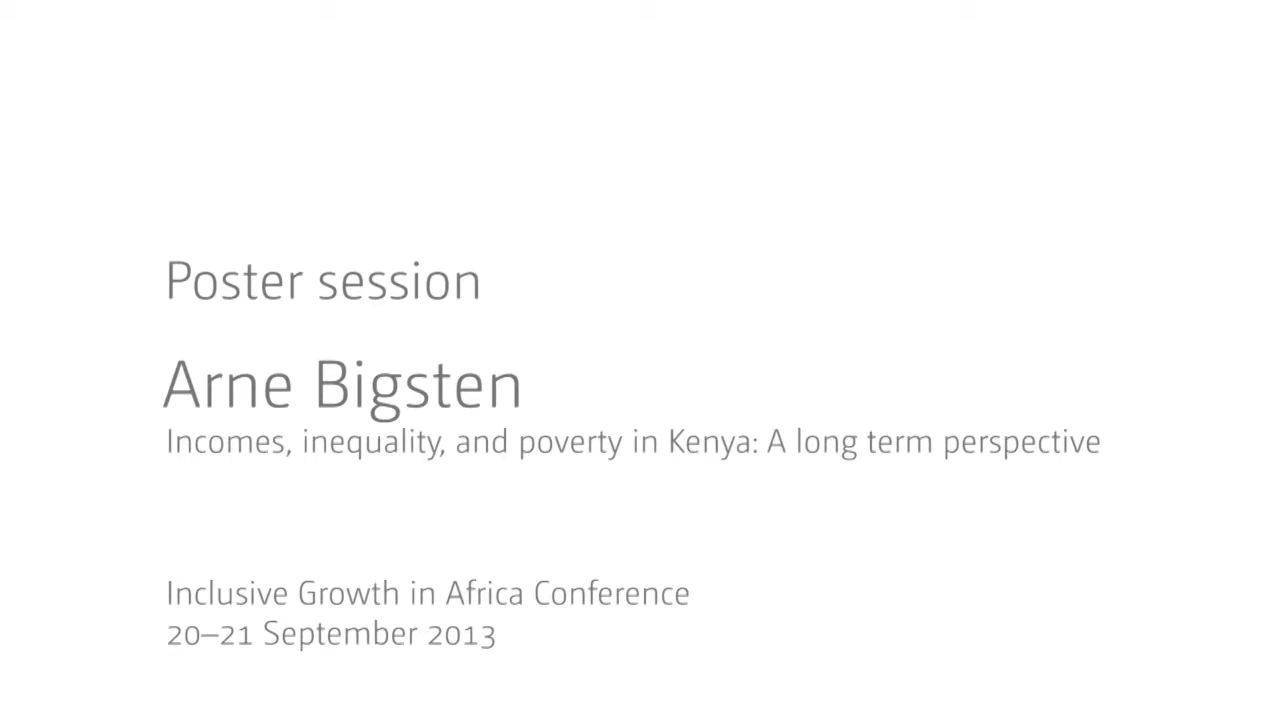 Poster session
Arne Bigsten
Incomes, inequality, and poverty in Kenya: A long term perspective
Inclusive Growth in Africa Conference
20–21 September 2013